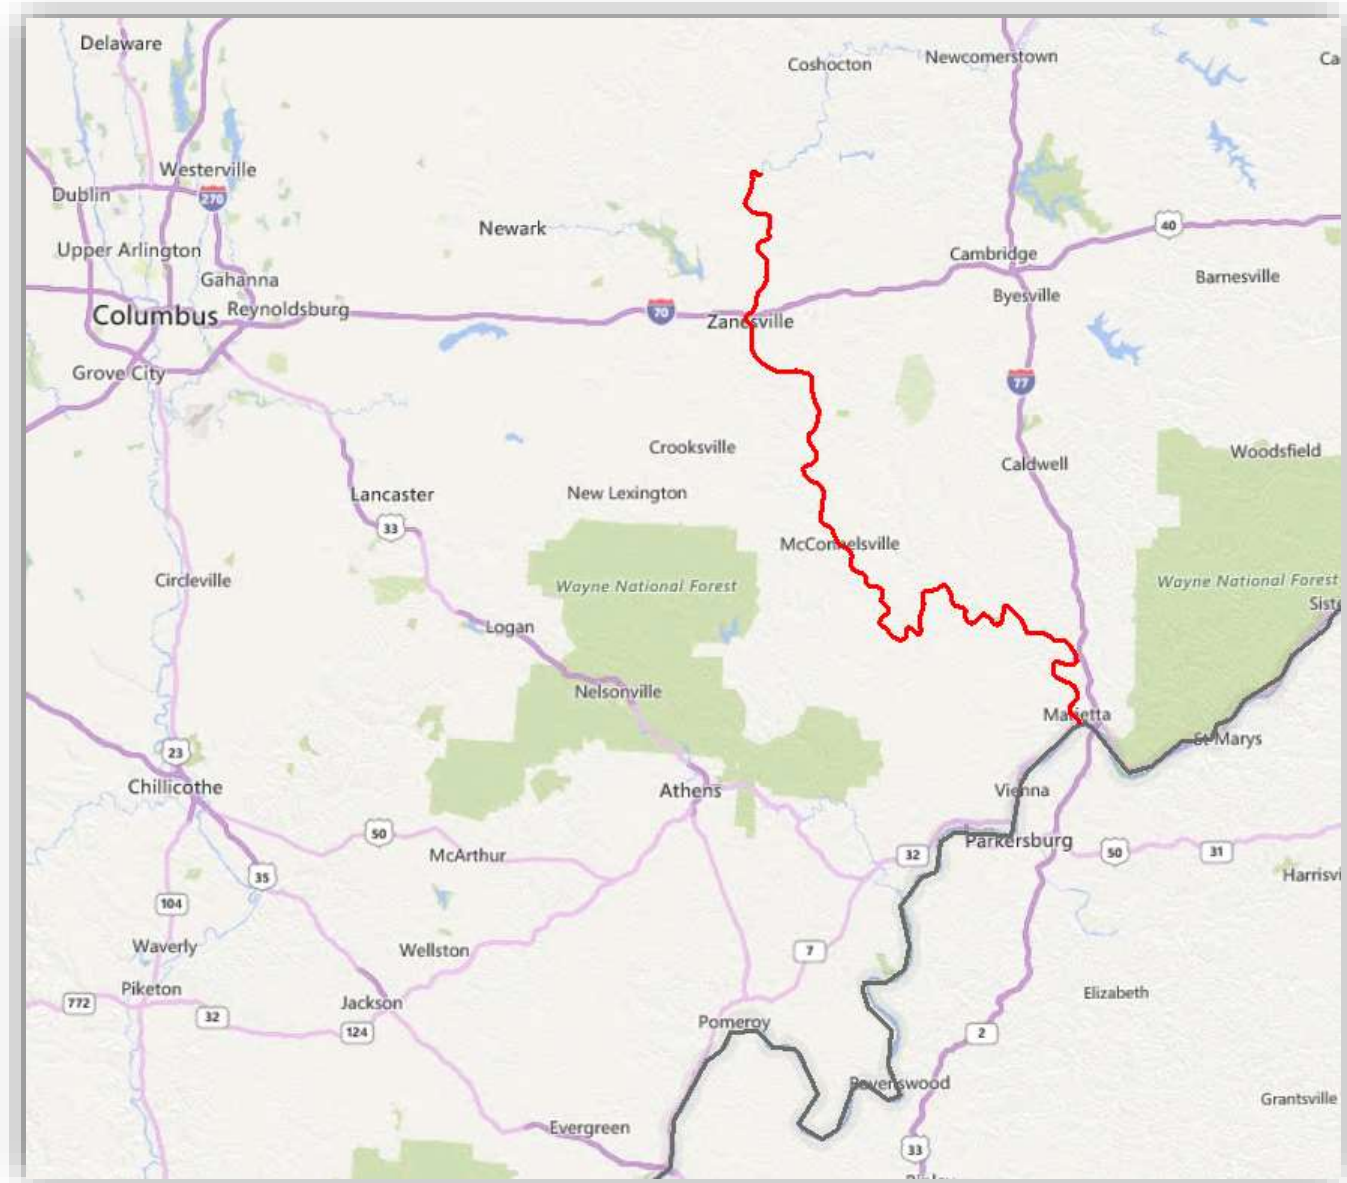 Delaware
Coshocton
Newcomerstown
Ca
Westerville
Dublin
270
Newark
40
Upper Arlington
Cambridge
Gahanna
Barnesville
Reynoldsburg
Byesville
Columbus
70
Zanesville
Grove City
77
Crooksville
Woodsfield
Caldwell
Lancaster
New Lexington
33
McConnelsville
Circleville
Wayne National Forest
Wayne National Forest
Siste
Logan
Nelsonville
Marietta
St Marys
23
Chillicothe
Athens
Vienna
50
Parkersburg
McArthur
32
50
31
35
Harrisvi
104
Waverly
Wellston
7
Piketon
Elizabeth
772
Jackson
32
124
Pomeroy
2
Ravenswood
Grantsville
Evergreen
33